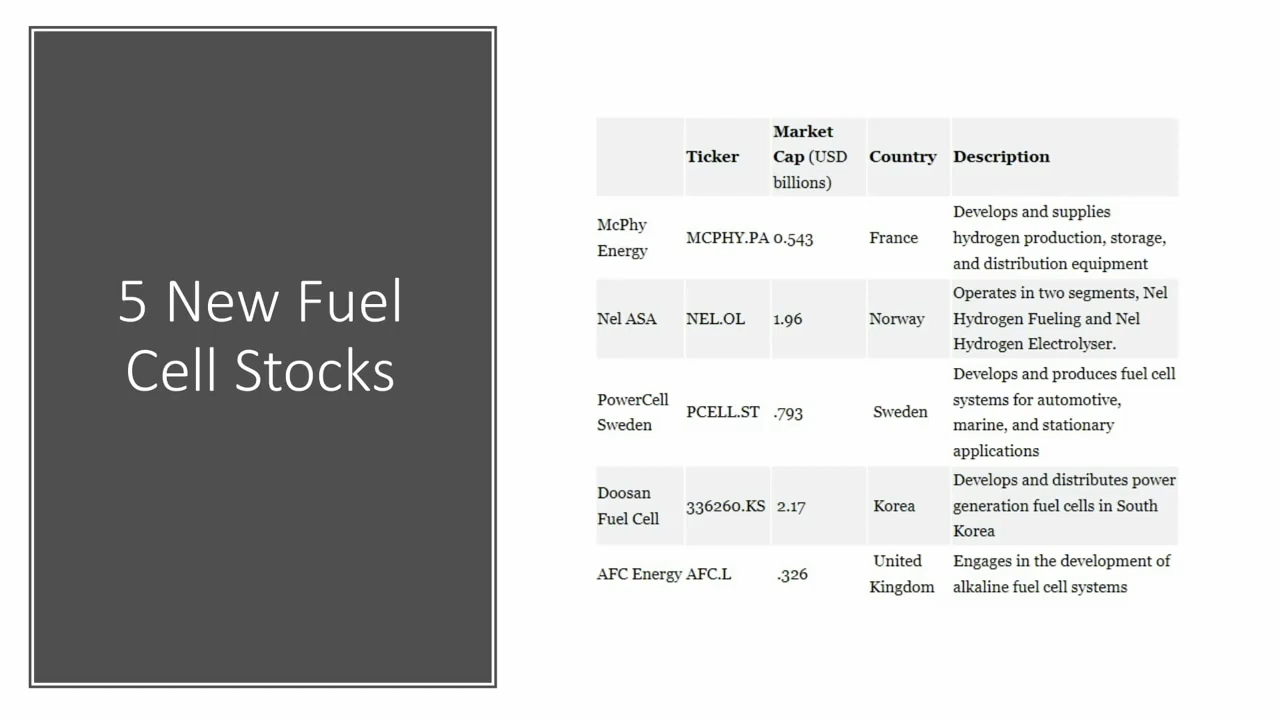 5 New Fuel
Cell Stocks
Ticker
Market
Cap (USD
billions)
Country
Description
McPhy
Energy
MCPHY.PA
0.543
France
Develops and supplies
hydrogen production, storage,
and distribution equipment
Nel ASA
NEL.OL
1.96
Norway
Operates in two segments, Nel
Hydrogen Fueling and Nel
Hydrogen Electrolyser.
PowerCell
Sweden
PCELL.ST
.793
Sweden
Develops and produces fuel cell
systems for automotive,
marine, and stationary
applications
Doosan
Fuel Cell
336260.KS
2.17
Korea
Develops and distributes power
generation fuel cells in South
Korea
AFC Energy
AFC.L
.326
United
Kingdom
Engages in the development of
alkaline fuel cell systems